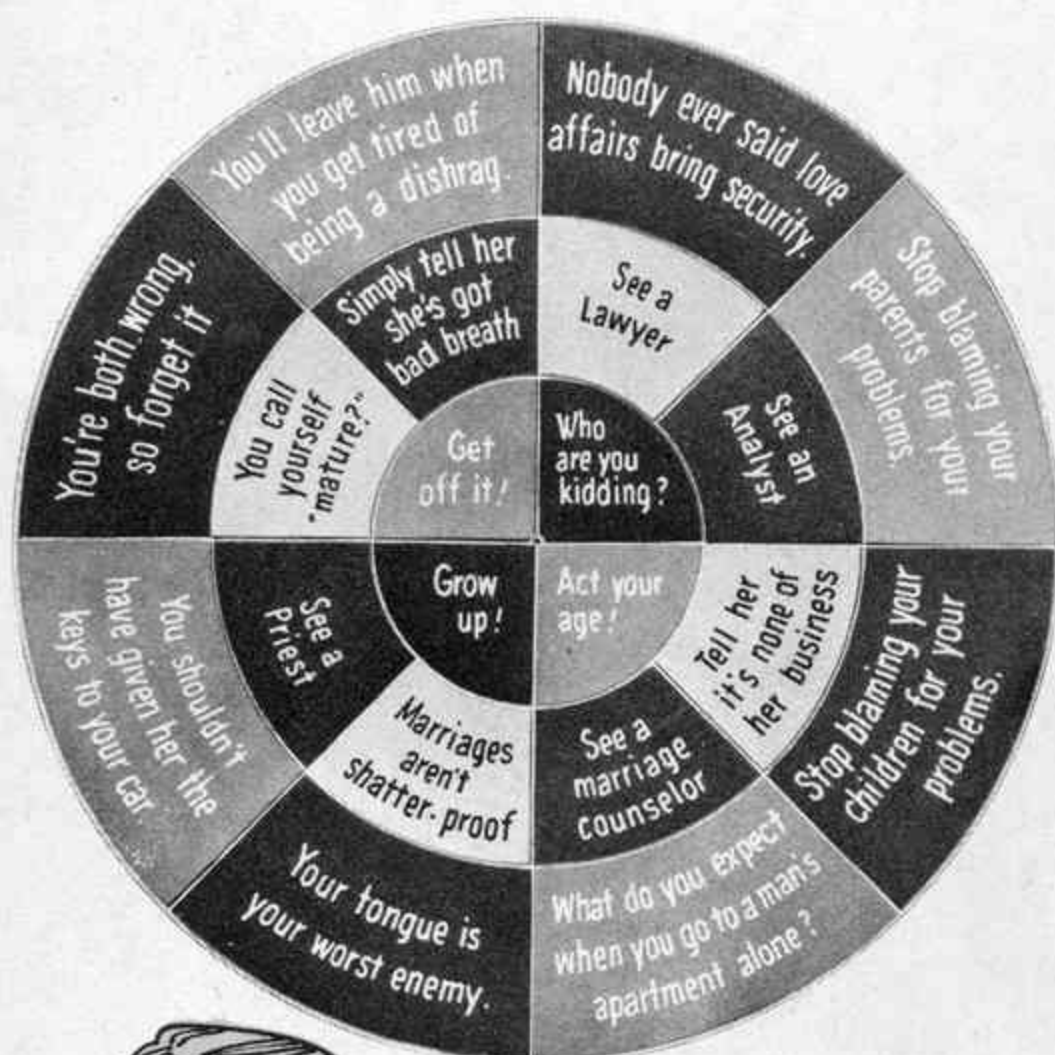 You'll leave him when
you get tired of
being a dishrag.
Nobody ever said love
affairs bring security.
Stop blaming your
parents for your
problems.
Stop blaming your
children for your
problems.
What do you expect
when you go to a man's
apartment alone?
Your tongue is
your worst enemy.
You shouldn't
have given her the
keys to your car.
You're both wrong,
so forget it
Simply tell her
she's got
bad breath
See a
Lawyer
See an
Analyst
Tell her
it's none of
her business
See a
marriage
counselor
Marriages
aren't
shatter-proof
See a
Priest
You call
yourself
"mature?"
Get
off it!
Who
are you
kidding?
Act your
age!
Grow
up!